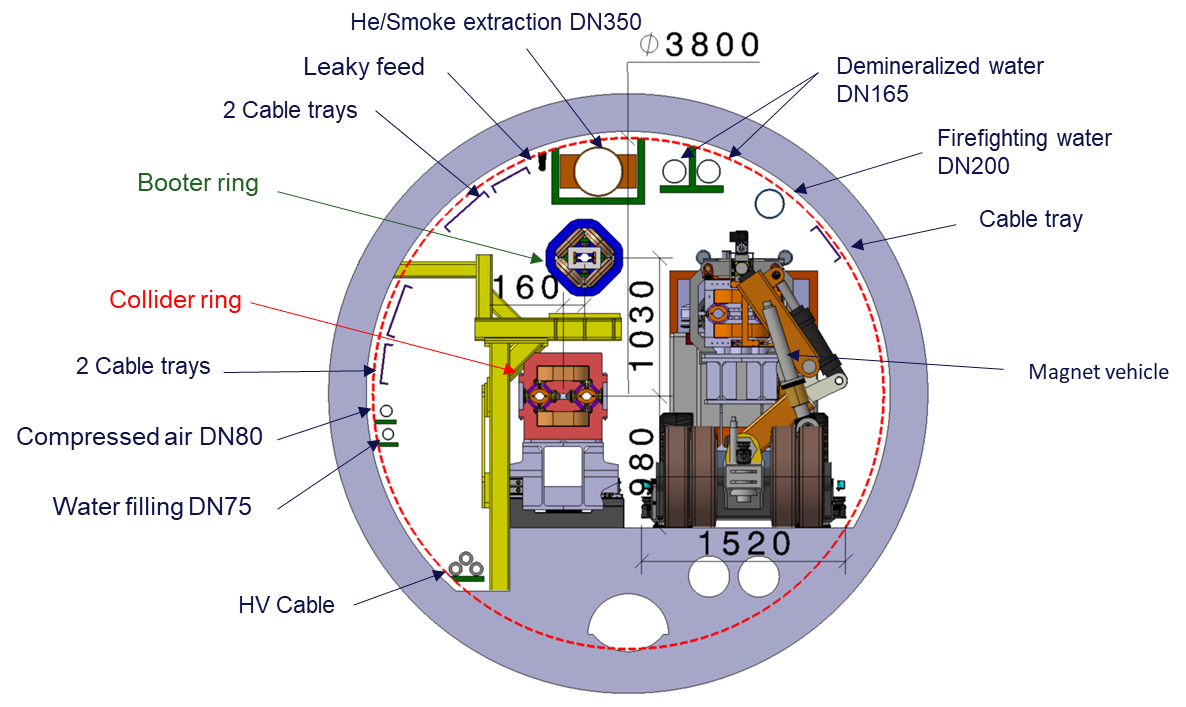 He/Smoke extraction DN350
∅3800
Leaky feed
Demineralized water
DN165
2 Cable trays
Firefighting water
DN200
Booter ring
Cable tray
160
Collider ring
1030
2 Cable trays
Magnet vehicle
Compressed air DN80
980
Water filling DN75
1520
HV Cable